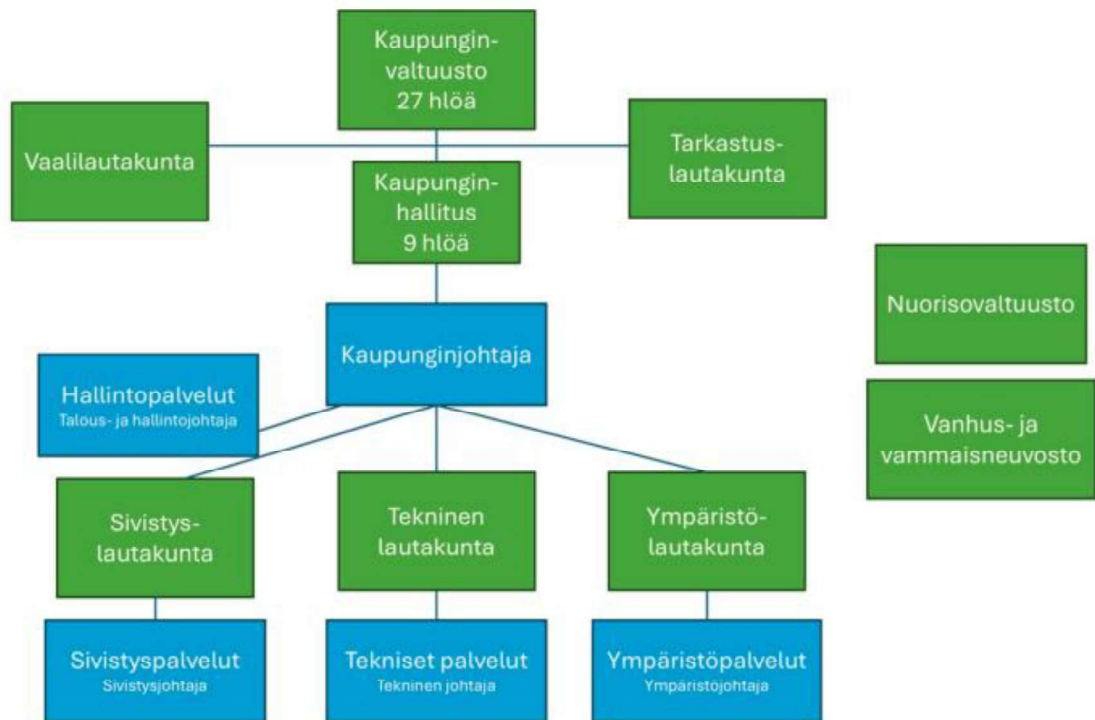 Kaupungin-
valtuusto
27 hlöä
Vaalilautakunta
Tarkastus-
lautakunta
Kaupungin-
hallitus
9 hlöä
Nuorisovaltuusto
Kaupunginjohtaja
Hallintopalvelut
Talous- ja hallintojohtaja
Vanhus- ja
vammaisneuvosto
Sivistys-
lautakunta
Tekninen
lautakunta
Ympäristö-
lautakunta
Sivistyspalvelut
Sivistysjohtaja
Tekniset palvelut
Tekninen johtaja
Ympäristöpalvelut
Ympäristöjohtaja